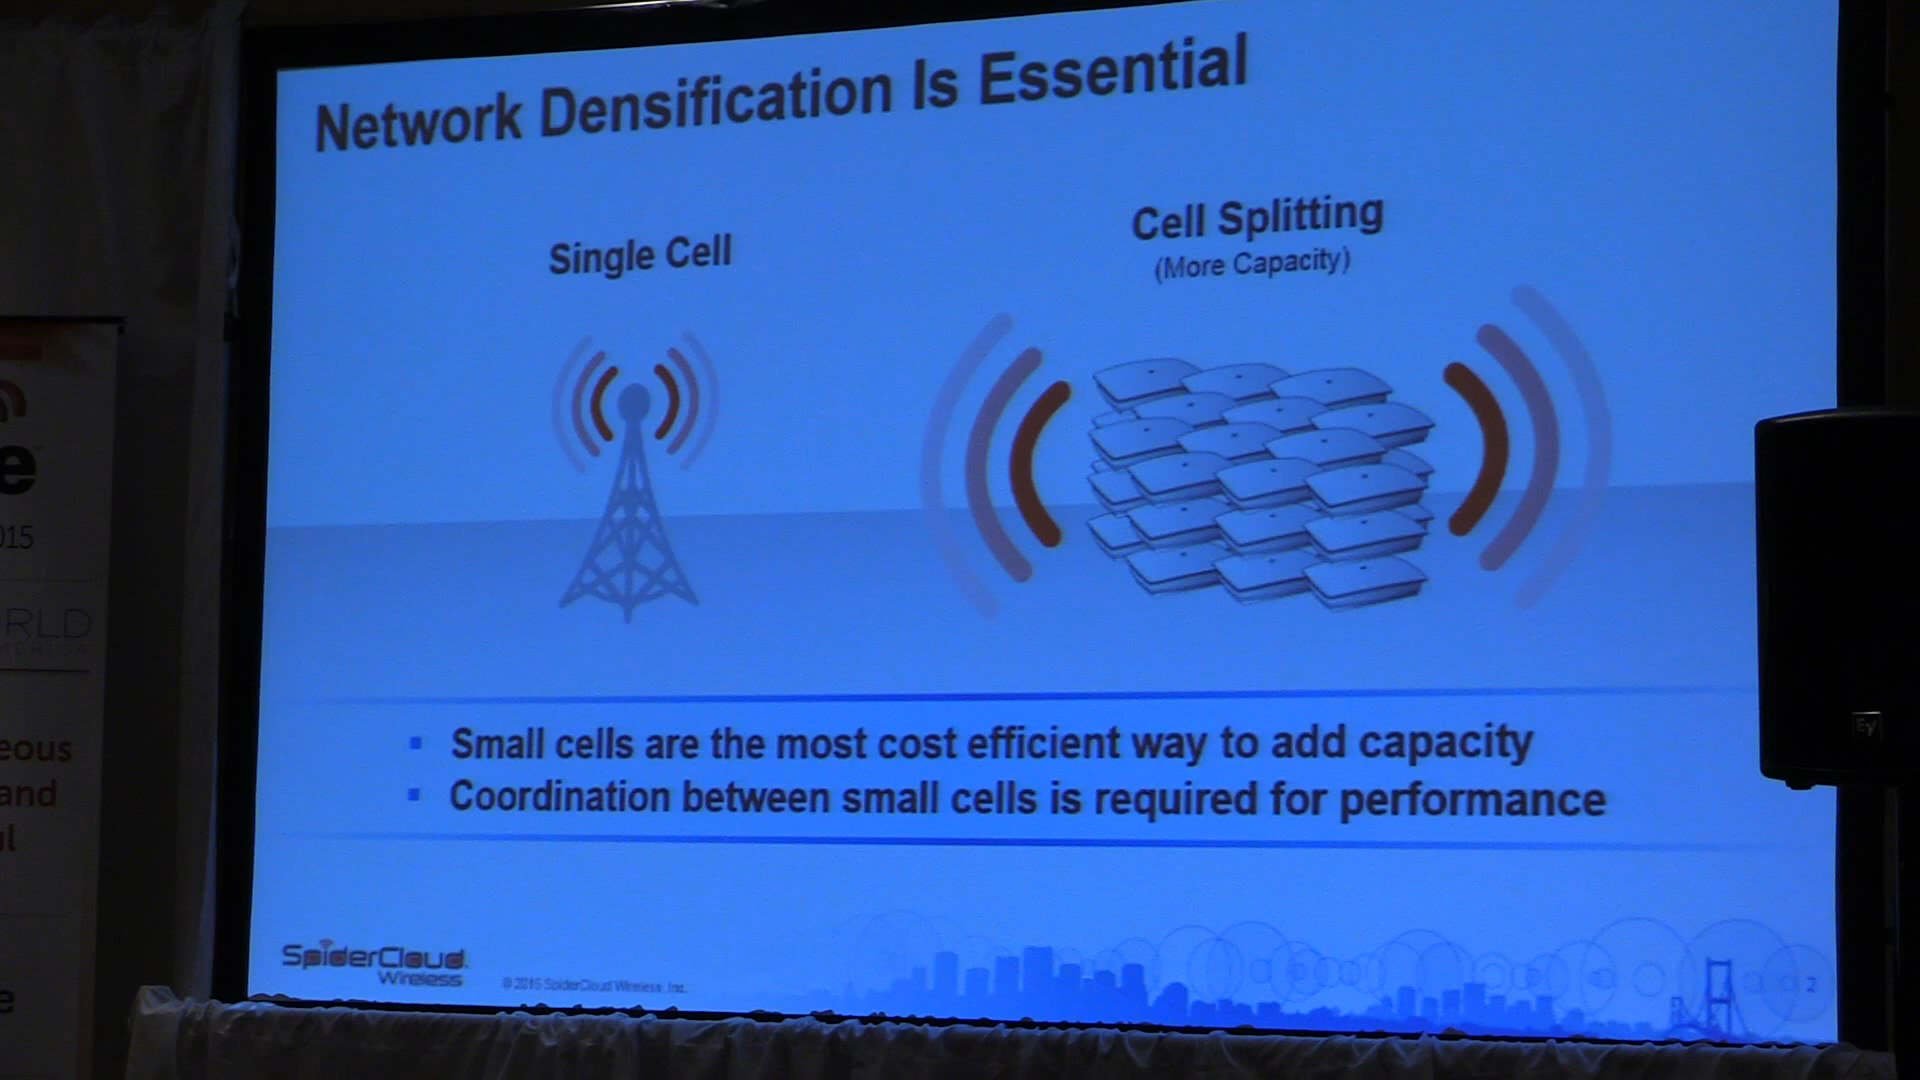 Network Densification Is Essential
Single Cell
Cell Splitting
(More Capacity)
Small cells are the most cost efficient way to add capacity
Coordination between small cells is required for performance
SpiderCloud
Wireless
© 2015 SpiderCloud Wireless, Inc.
2
e
015
RLD
eous
and
l
e
EV